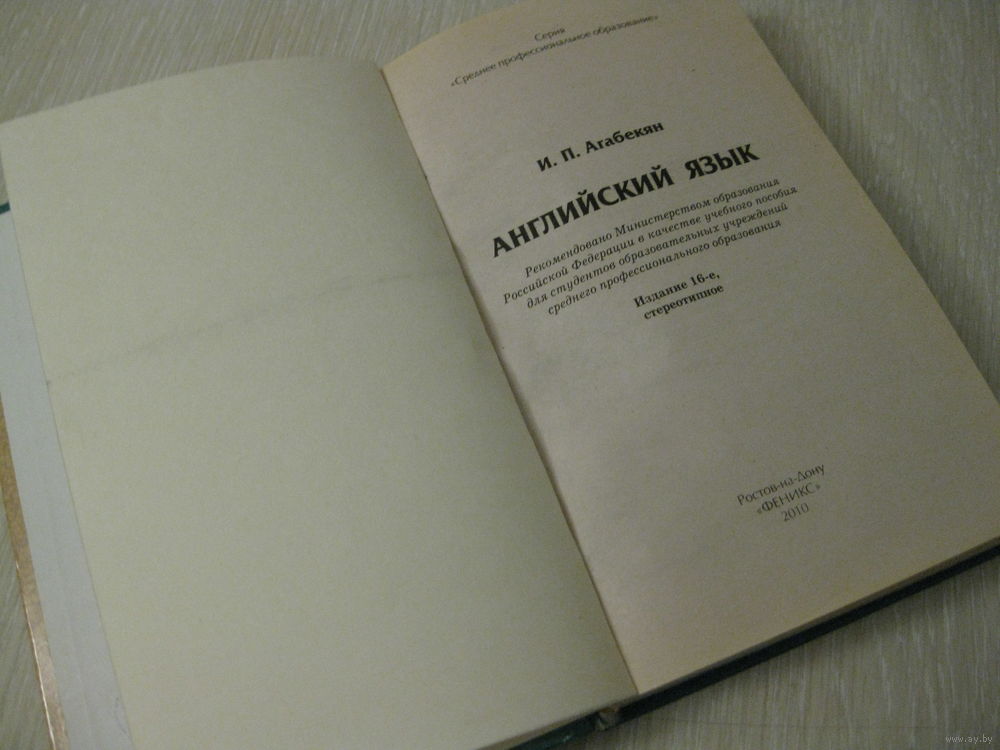 Серия
«Среднее профессиональное образование»
И. П. Агабекян
АНГЛИЙСКИЙ ЯЗЫК
Рекомендовано Министерством образования
Российской Федерации в качестве учебного пособия
для студентов образовательных учреждений
среднего профессионального образования
Издание 16-е,
стереотипное
Ростов-на-Дону
«ФЕНИКС»
2010
www.ay.by